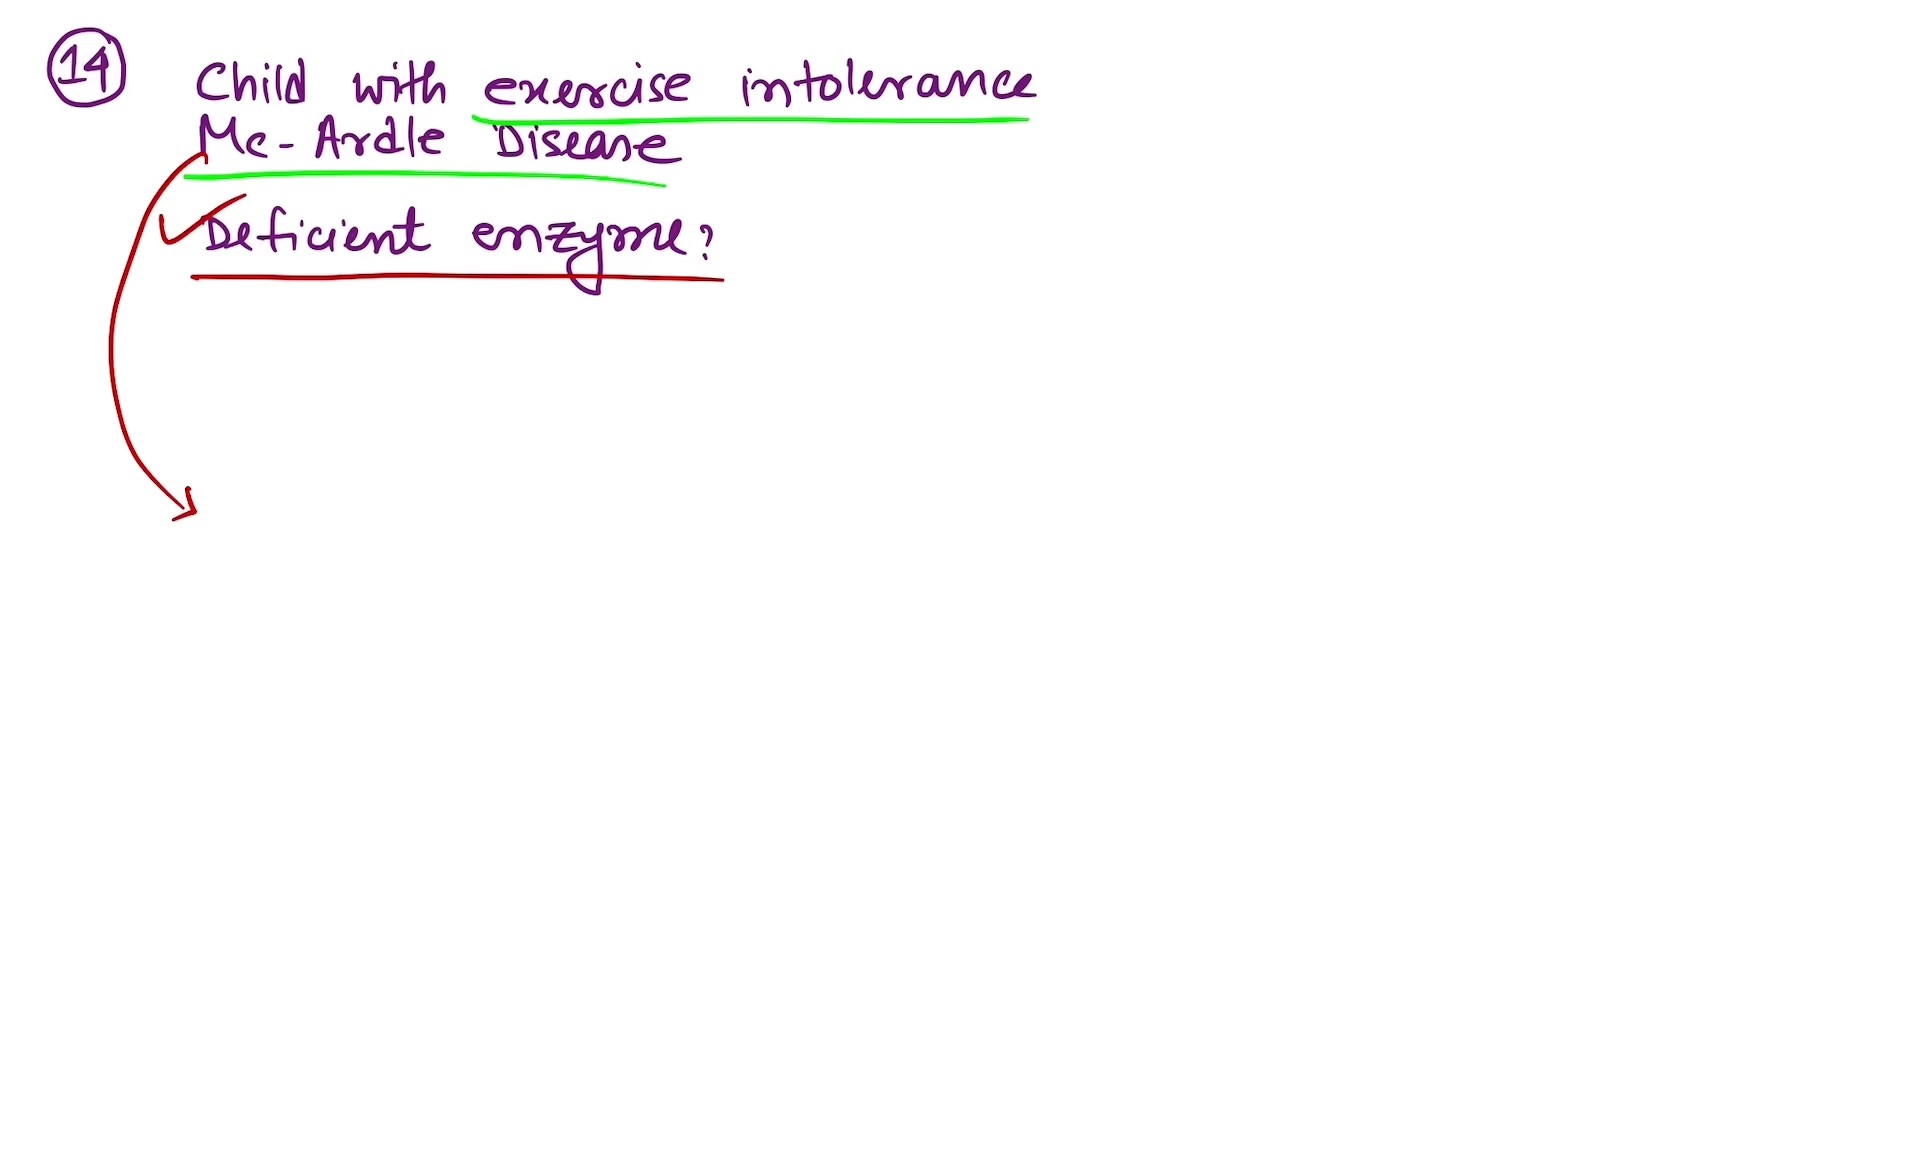 14
Child with exercise intolerance
Mc-Ardle Disease
Deficient enzyme?